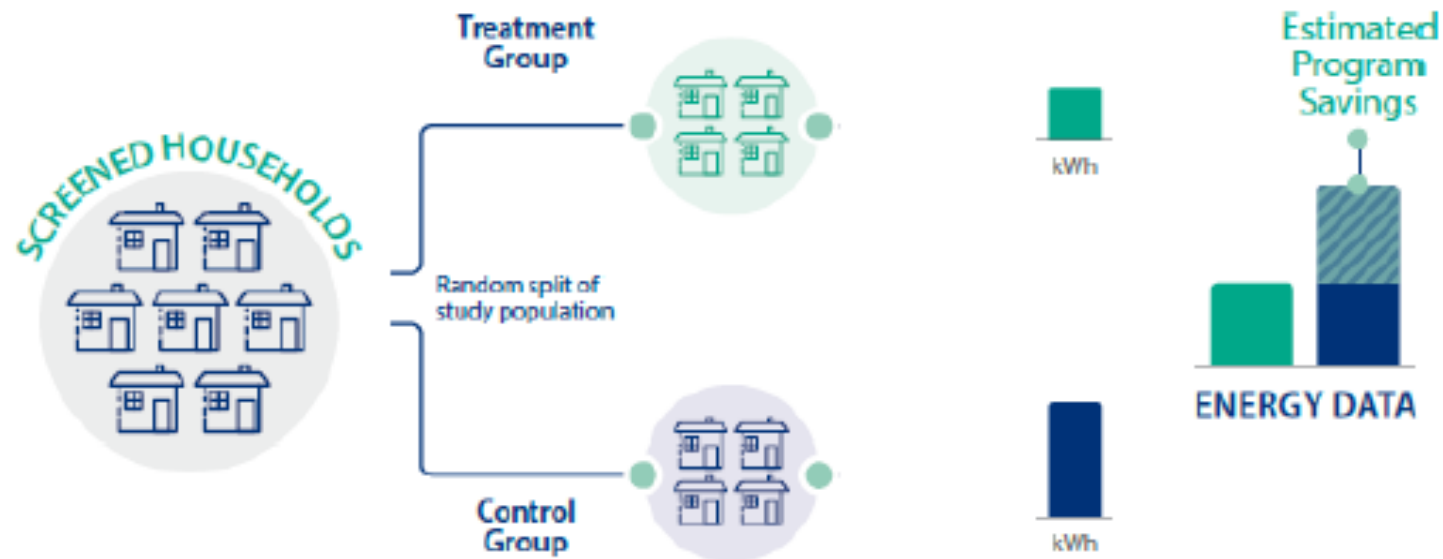 Treatment
Group
Estimated
Program
Savings
SCREENED HOUSEHOLDS
kWh
Random split of
study population
ENERGY DATA
Control
Group
kWh